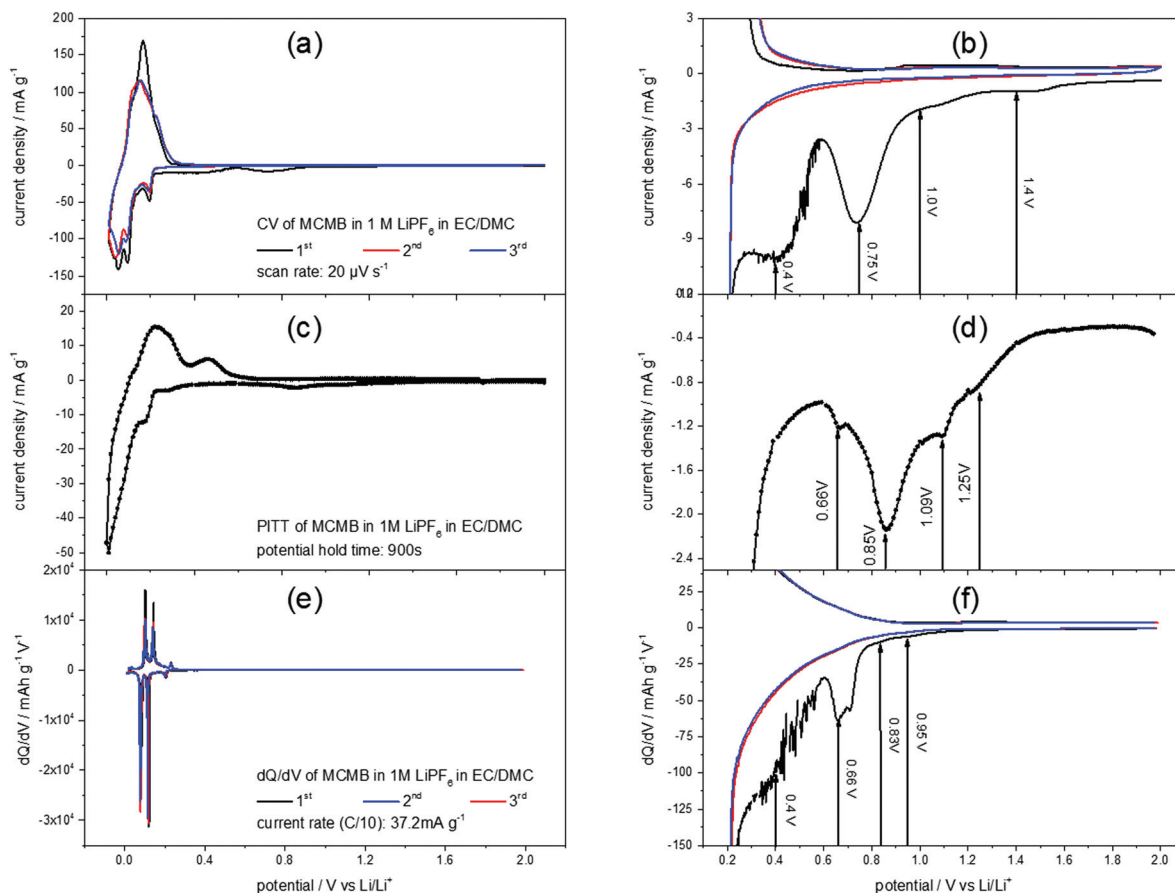 (a)
200
150
100
50
0
-50
-100
-150
current density / mA g-1
CV of MCMB in 1 M LiPF6 in EC/DMC
1st 2nd 3rd
scan rate: 20 µV s-1
(b)
3
0
-3
-6
-9
current density / mA g-1
0.4 V
0.75 V
1.0 V
1.4 V
(c)
20
10
0
-10
-20
-30
-40
-50
current density / mA g-1
PITT of MCMB in 1M LiPF6 in EC/DMC
potential hold time: 900s
(d)
-0.4
-0.8
-1.2
-1.6
-2.0
-2.4
current density / mA g-1
0.66V
0.85V
1.09V
1.25V
(e)
2x10^4
1x10^4
0
-1x10^4
-2x10^4
-3x10^4
dQ/dV / mAh g-1 V-1
dQ/dV of MCMB in 1M LiPF6 in EC/DMC
1st 2nd 3rd
current rate (C/10): 37.2mA g-1
0.0 0.4 0.8 1.2 1.6 2.0
potential / V vs Li/Li+
(f)
25
0
-25
-50
-75
-100
-125
-150
dQ/dV / mAh g-1 V-1
0.4 V
0.66 V
0.83V
0.95 V
0.2 0.4 0.6 0.8 1.0 1.2 1.4 1.6 1.8 2.0
potential / V vs Li/Li+